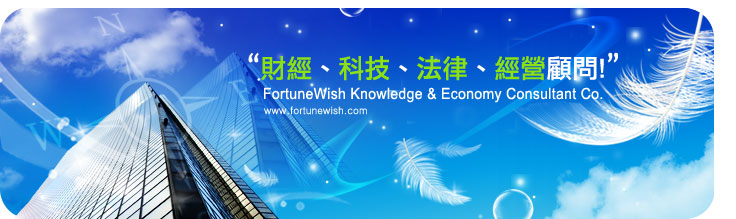 N
W
E
“財經、科技、法律、經營顧問!”
FortuneWish Knowledge & Economy Consultant Co.
www.fortunewish.com